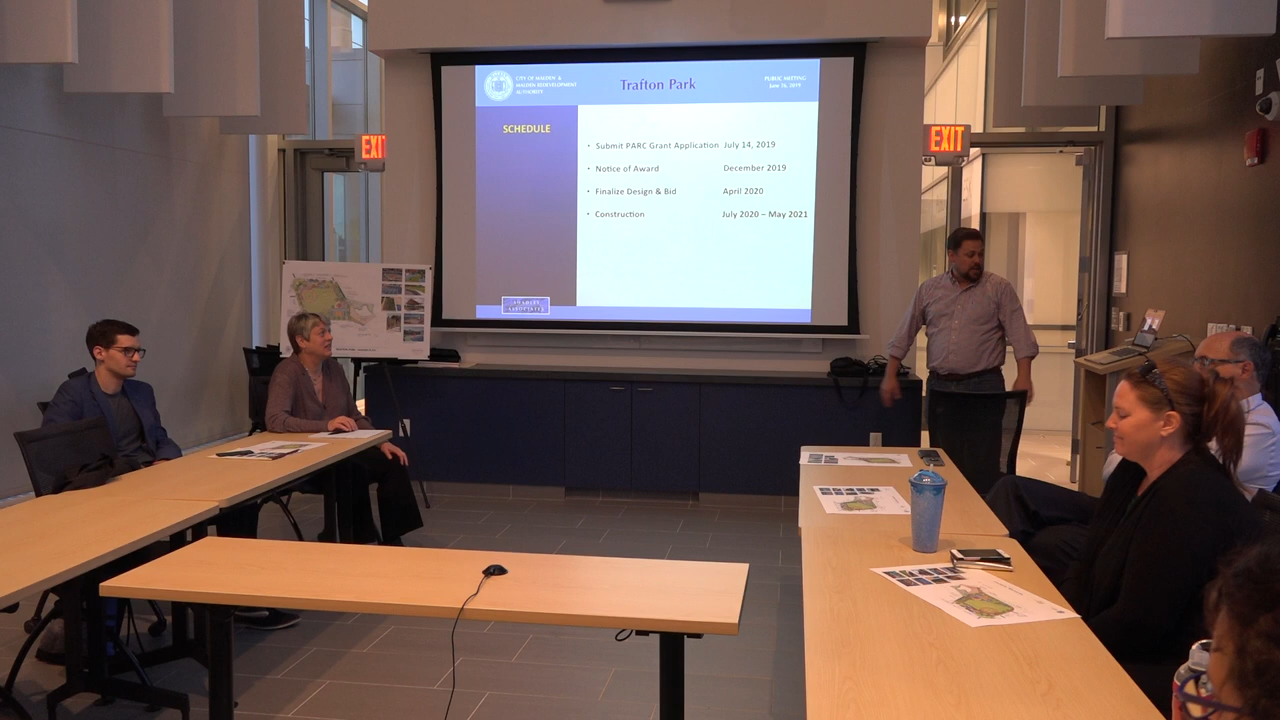 CITY OF MALDEN &
MALDEN REDEVELOPMENT
AUTHORITY
Trafton Park
PUBLIC MEETING
June 26, 2019
SCHEDULE
• Submit PARC Grant Application July 14, 2019
• Notice of Award December 2019
• Finalize Design & Bid April 2020
• Construction July 2020 – May 2021
ASSOCIATES
EXIT
EXIT